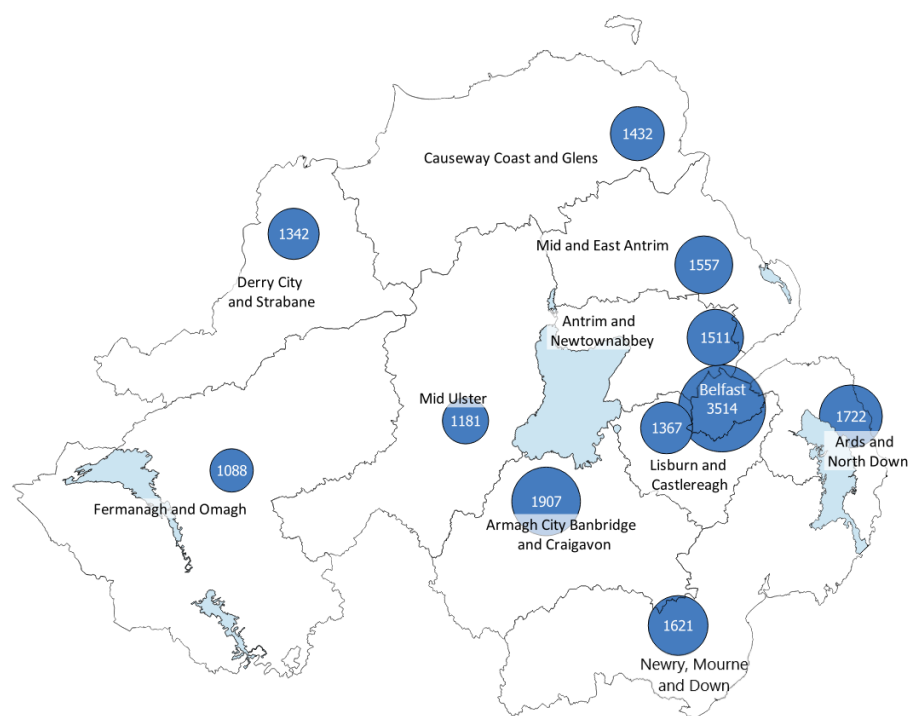 1432
Causeway Coast and Glens
1342
Derry City
and Strabane
Mid and East Antrim
1557
Antrim and
Newtownabbey
1511
Belfast
3514
Mid Ulster
1181
1367
Lisburn and
Castlereagh
1722
Ards and
North Down
1088
Fermanagh and Omagh
1907
Armagh City Banbridge
and Craigavon
1621
Newry, Mourne
and Down